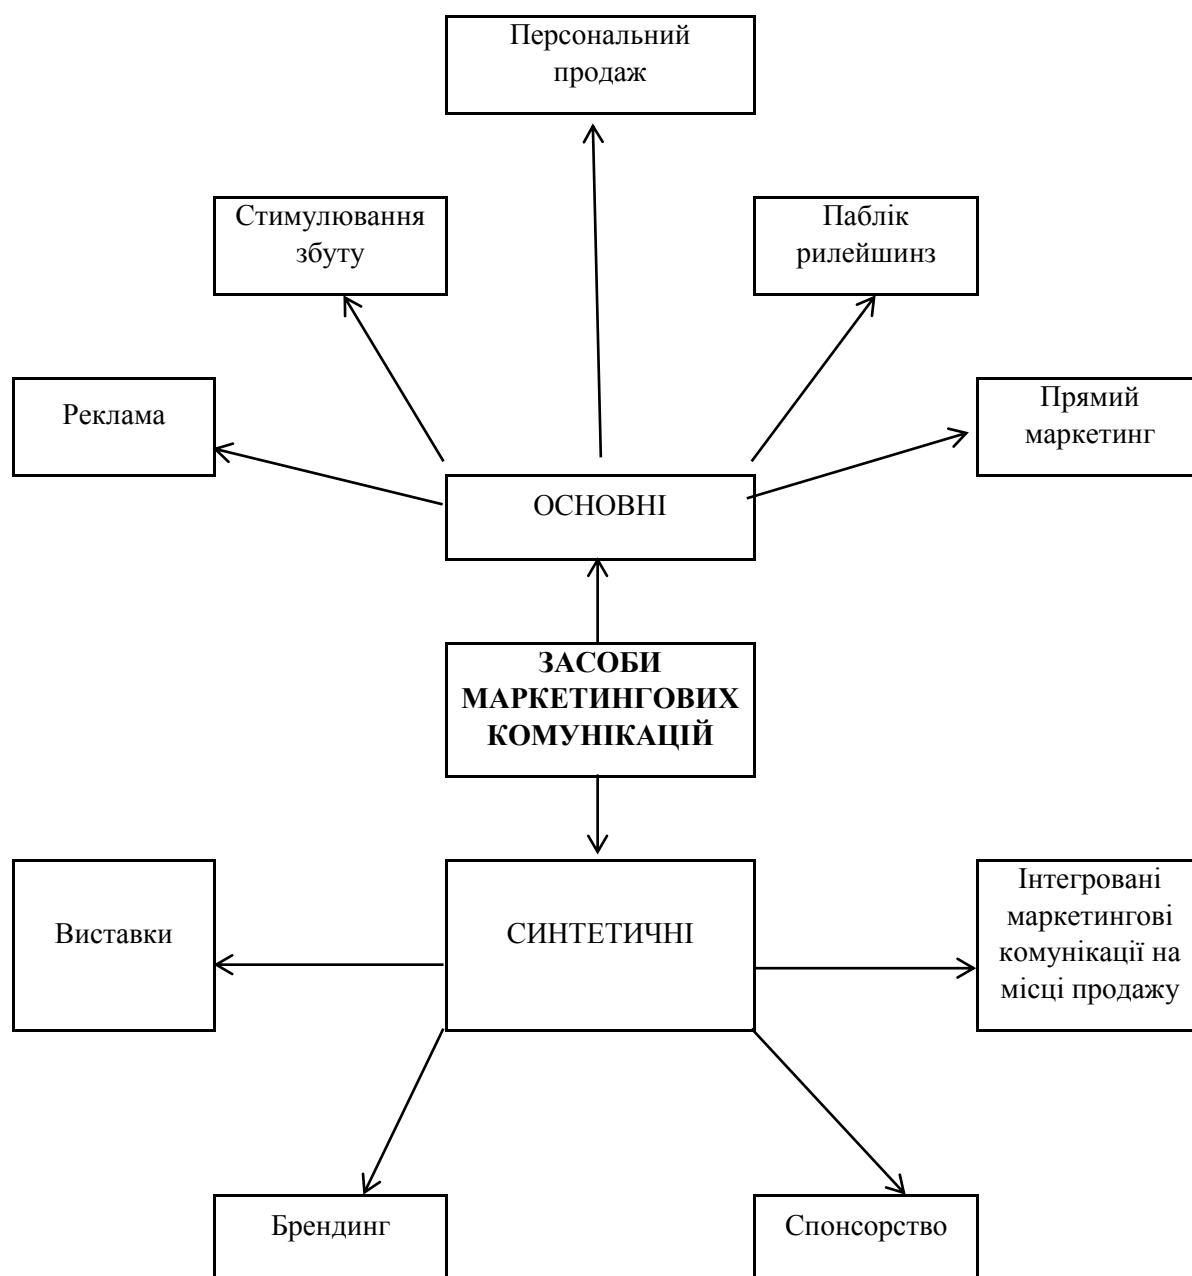 Персональний
продаж
Стимулювання
збуту
Паблік
рилейшинз
Реклама
Прямий
маркетинг
ОСНОВНІ
ЗАСОБИ
МАРКЕТИНГОВИХ
КОМУНІКАЦІЙ
Виставки
СИНТЕТИЧНІ
Інтегровані
маркетингові
комунікації на
місці продажу
Брендинг
Спонсорство